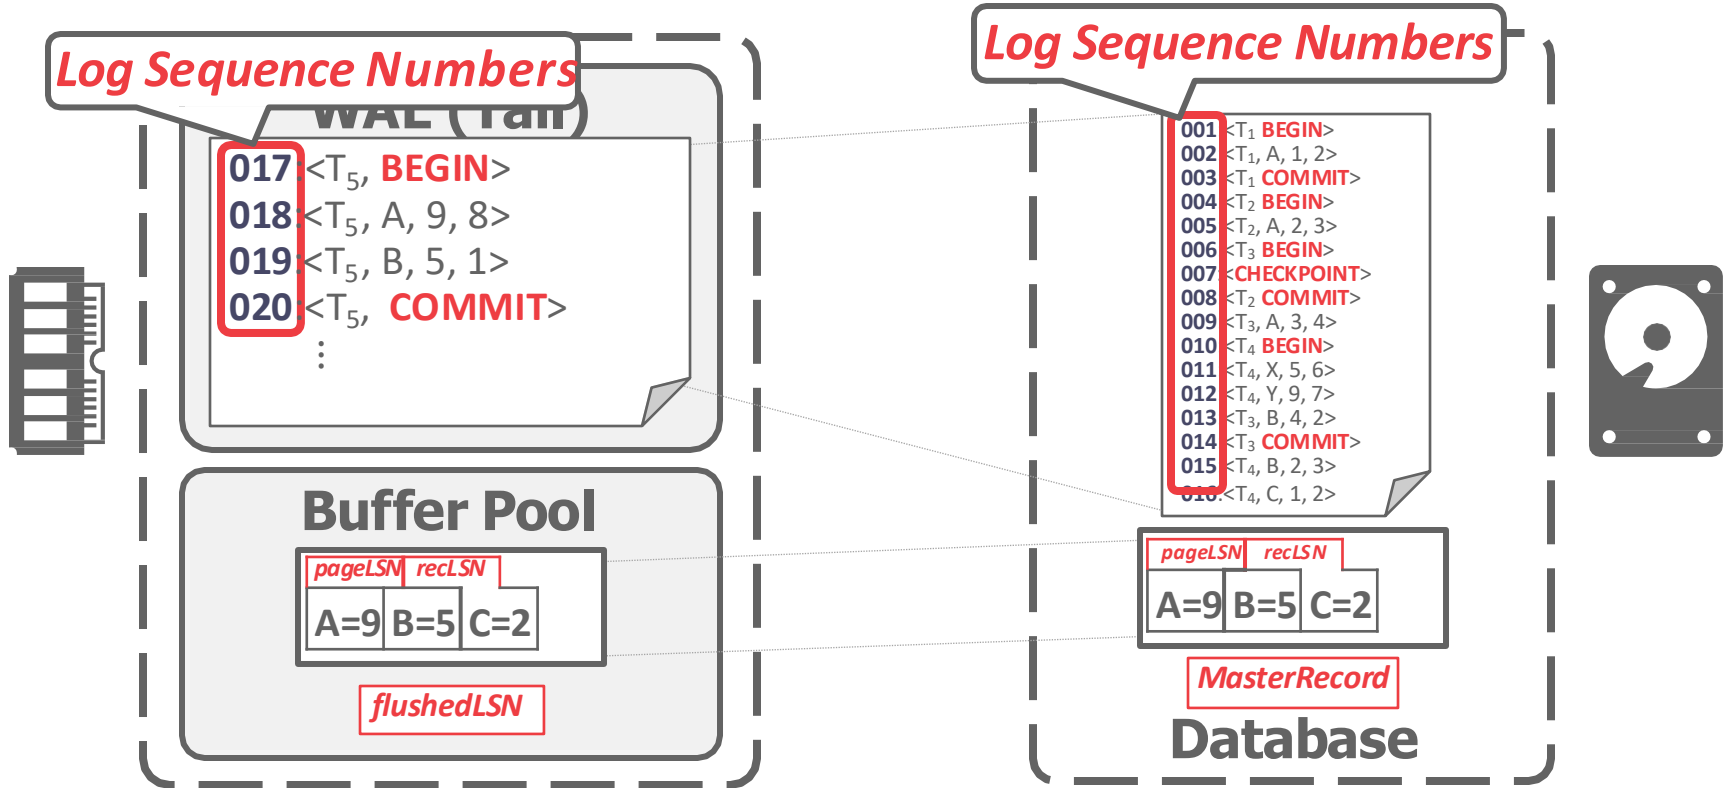 Log Sequence Numbers
WAL (Tail)
017:<T5, BEGIN>
018:<T5, A, 9, 8>
019:<T5, B, 5, 1>
020:<T5, COMMIT>
⋮
Buffer Pool
pageLSN recLSN
A=9 B=5 C=2
flushedLSN
Log Sequence Numbers
001:<T1 BEGIN>
002:<T1, A, 1, 2>
003:<T1 COMMIT>
004:<T2 BEGIN>
005:<T2, A, 2, 3>
006:<T3 BEGIN>
007:<CHECKPOINT>
008:<T2 COMMIT>
009:<T3, A, 3, 4>
010:<T4 BEGIN>
011:<T4, X, 5, 6>
012:<T4, Y, 9, 7>
013:<T3, B, 4, 2>
014:<T3 COMMIT>
015:<T4, B, 2, 3>
016:<T4, C, 1, 2>
pageLSN recLSN
A=9 B=5 C=2
MasterRecord
Database